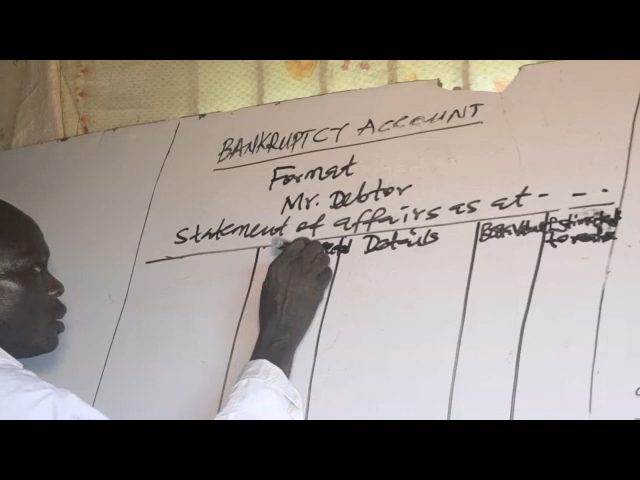 BANKRUPTCY ACCOUNT
Format
Mr. Debtor
Statement of affairs as at - - - -
Details Book Value Estimated
to realise